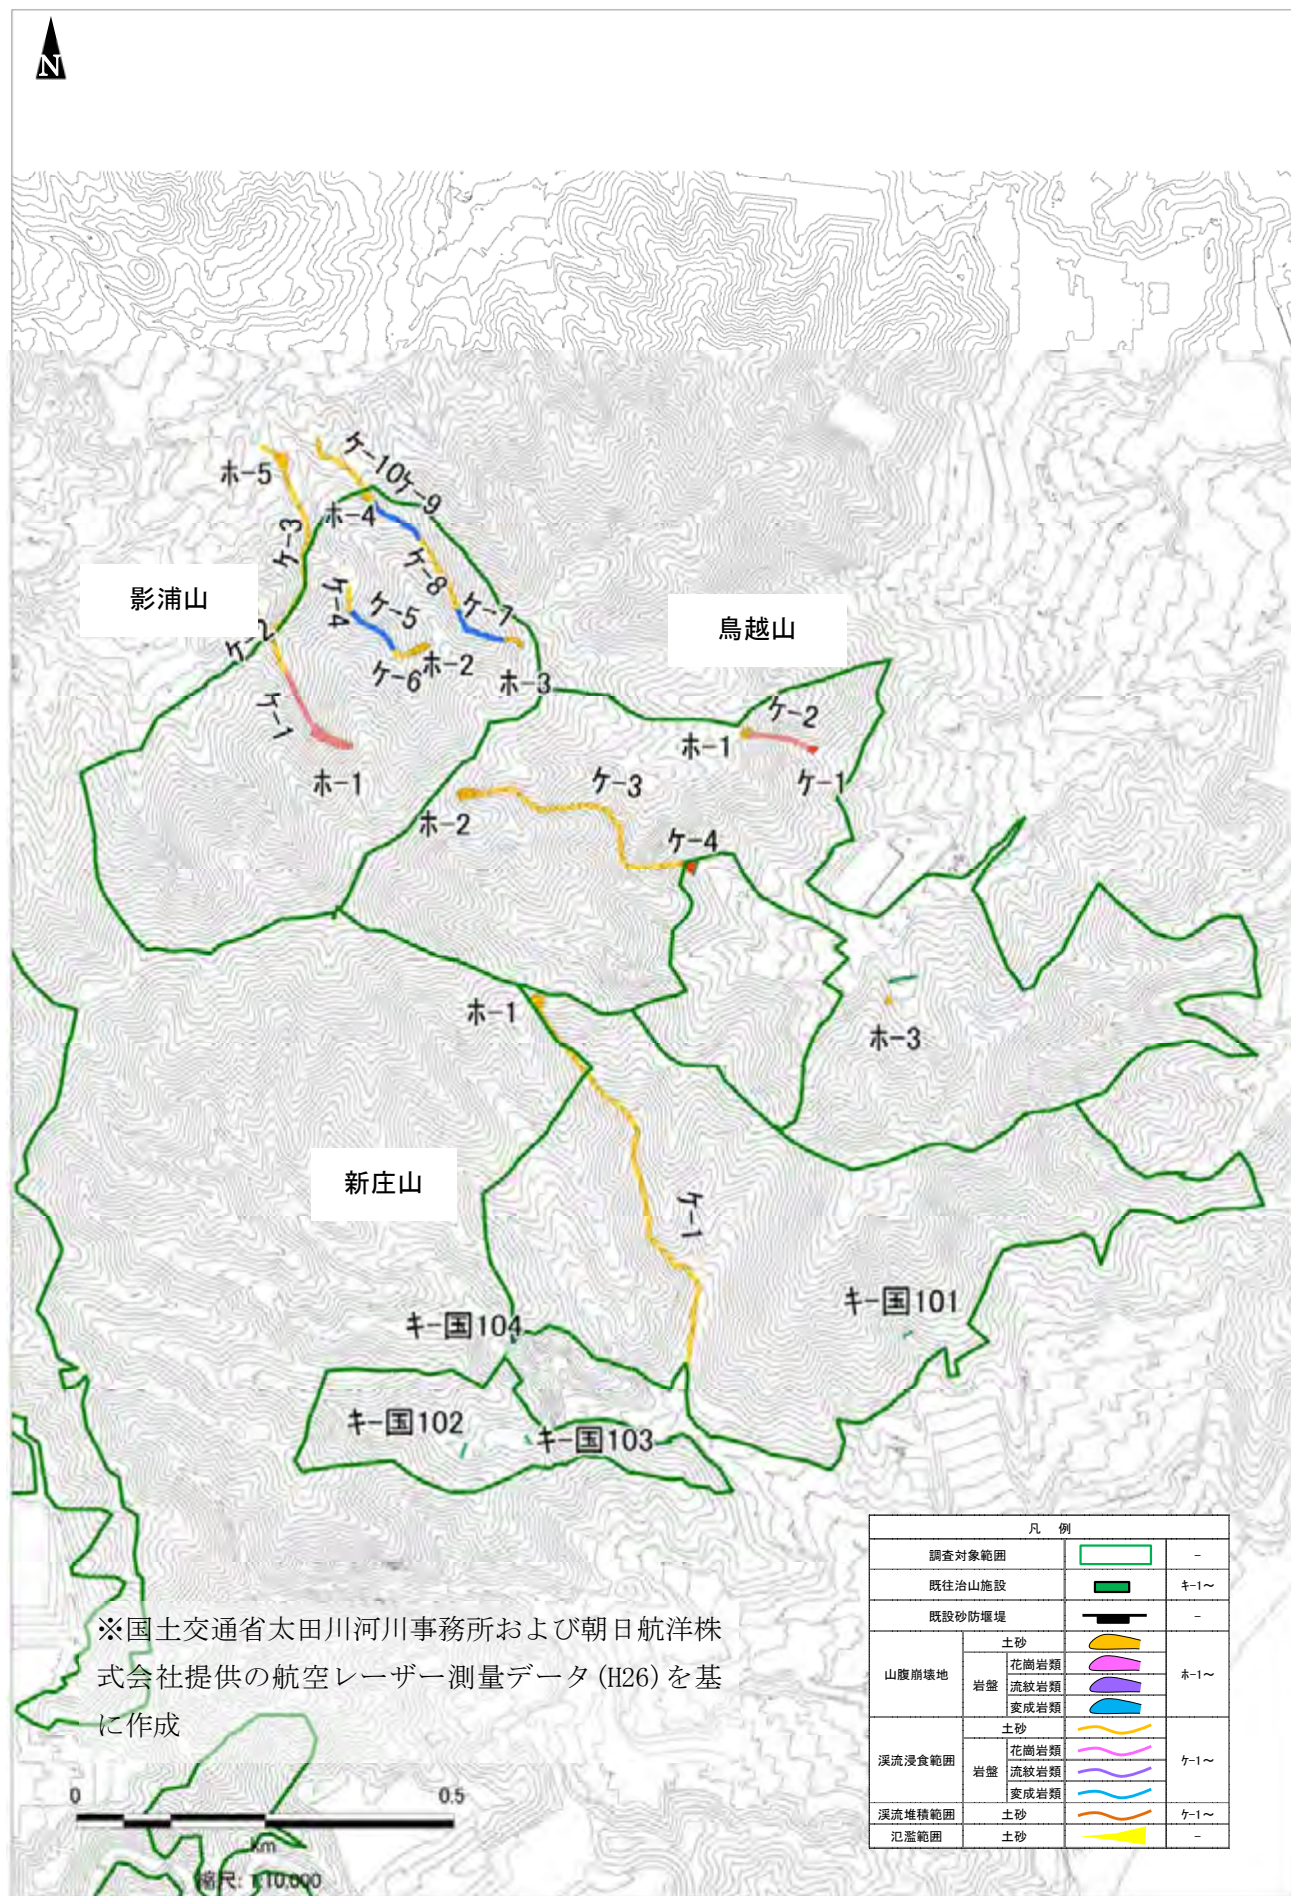 N
ケ-10
ケ-9
ホ-5
ホ-4
ケ-3
ケ-8
影浦山
ケ-4
ケ-5
ケ-7
鳥越山
ケ-2
ケ-6
ホ-2
ホ-3
ケ-1
ケ-2
ホ-1
ホ-1
ケ-3
ケ-1
ホ-2
ケ-4
ホ-1
ホ-3
新庄山
ケ-1
キ-国101
キ-国104
キ-国102
キ-国103
※国土交通省太田川河川事務所および朝日航洋株
式会社提供の航空レーザー測量データ(H26)を基
に作成
0 0.5
km
縮尺: 1:10,000
凡 例
調査対象範囲 -
既往治山施設 キ-1～
既設砂防堰堤 -
山腹崩壊地 土砂 ホ-1～
岩盤 花崗岩類
流紋岩類
変成岩類
渓流浸食範囲 土砂 ケ-1～
岩盤 花崗岩類
流紋岩類
変成岩類
渓流堆積範囲 土砂 ケ-1～
氾濫範囲 土砂 -